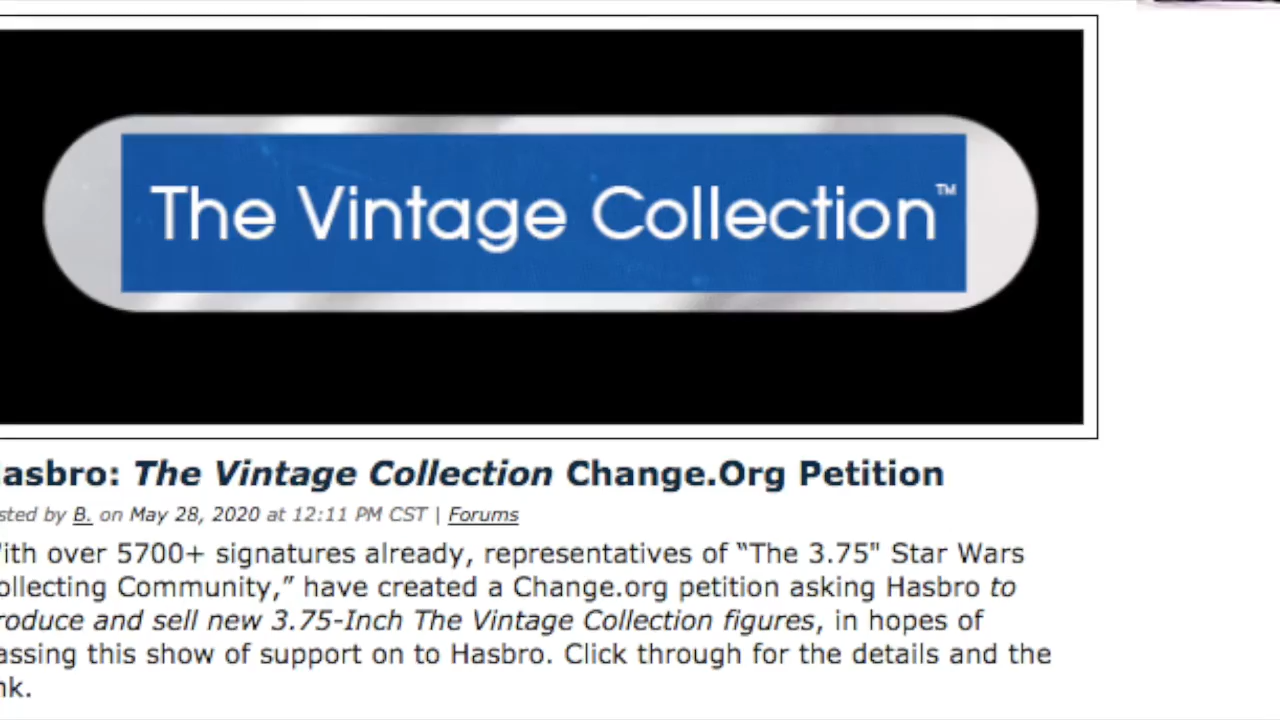 The Vintage Collection™
asbro: The Vintage Collection Change.Org Petition
sted by B. on May 28, 2020 at 12:11 PM CST | Forums
ith over 5700+ signatures already, representatives of “The 3.75" Star Wars
ollecting Community,” have created a Change.org petition asking Hasbro to
roduce and sell new 3.75-Inch The Vintage Collection figures, in hopes of
assing this show of support on to Hasbro. Click through for the details and the
nk.